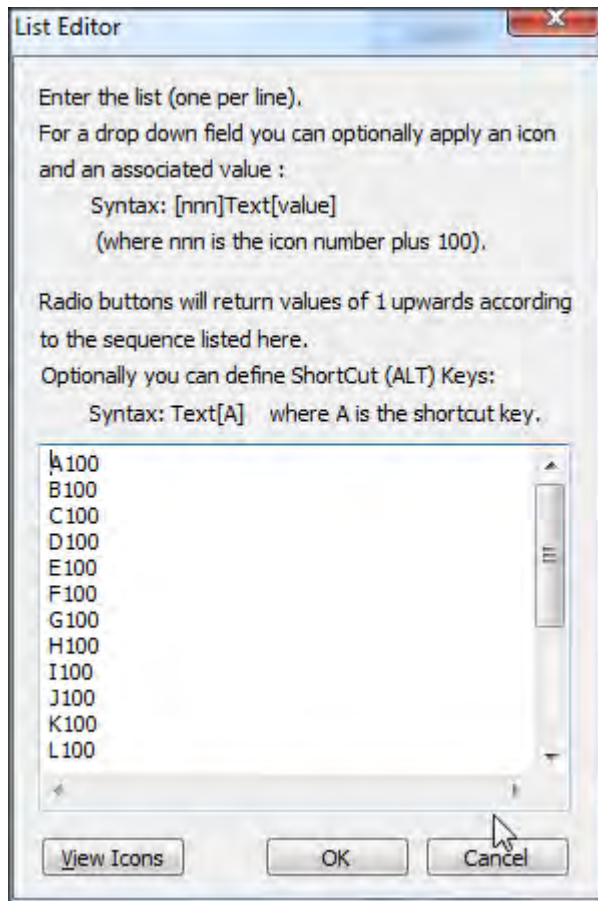 List Editor
Enter the list (one per line).
For a drop down field you can optionally apply an icon
and an associated value :
Syntax: [nnn]Text[value]
(where nnn is the icon number plus 100).
Radio buttons will return values of 1 upwards according
to the sequence listed here.
Optionally you can define ShortCut (ALT) Keys:
Syntax: Text[A] where A is the shortcut key.
A100
B100
C100
D100
E100
F100
G100
H100
I100
J100
K100
L100
View Icons OK Cancel